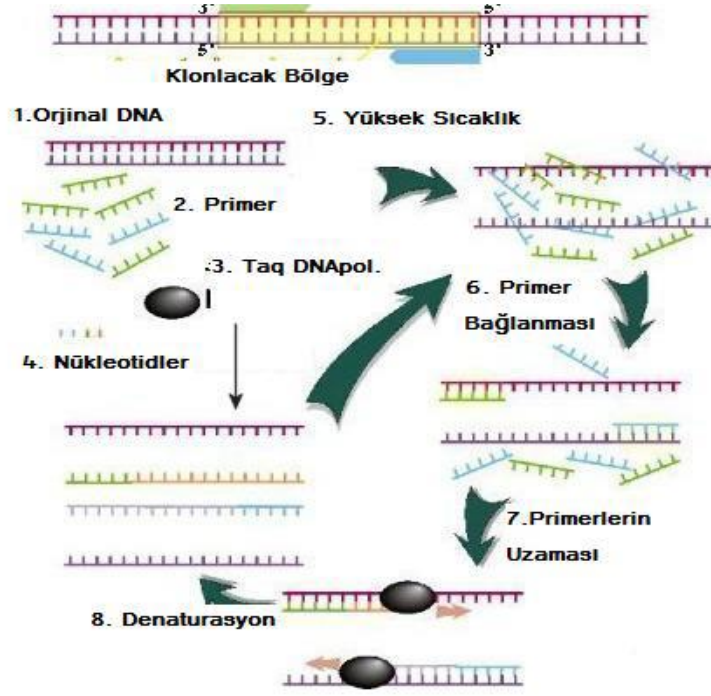 3' 5'
5' 3'
Klonlacak Bölge
1.Orjinal DNA
5. Yüksek Sıcaklık
2. Primer
3. Taq DNApol.
6. Primer
Bağlanması
4. Nükleotidler
7.Primerlerin
Uzaması
8. Denaturasyon